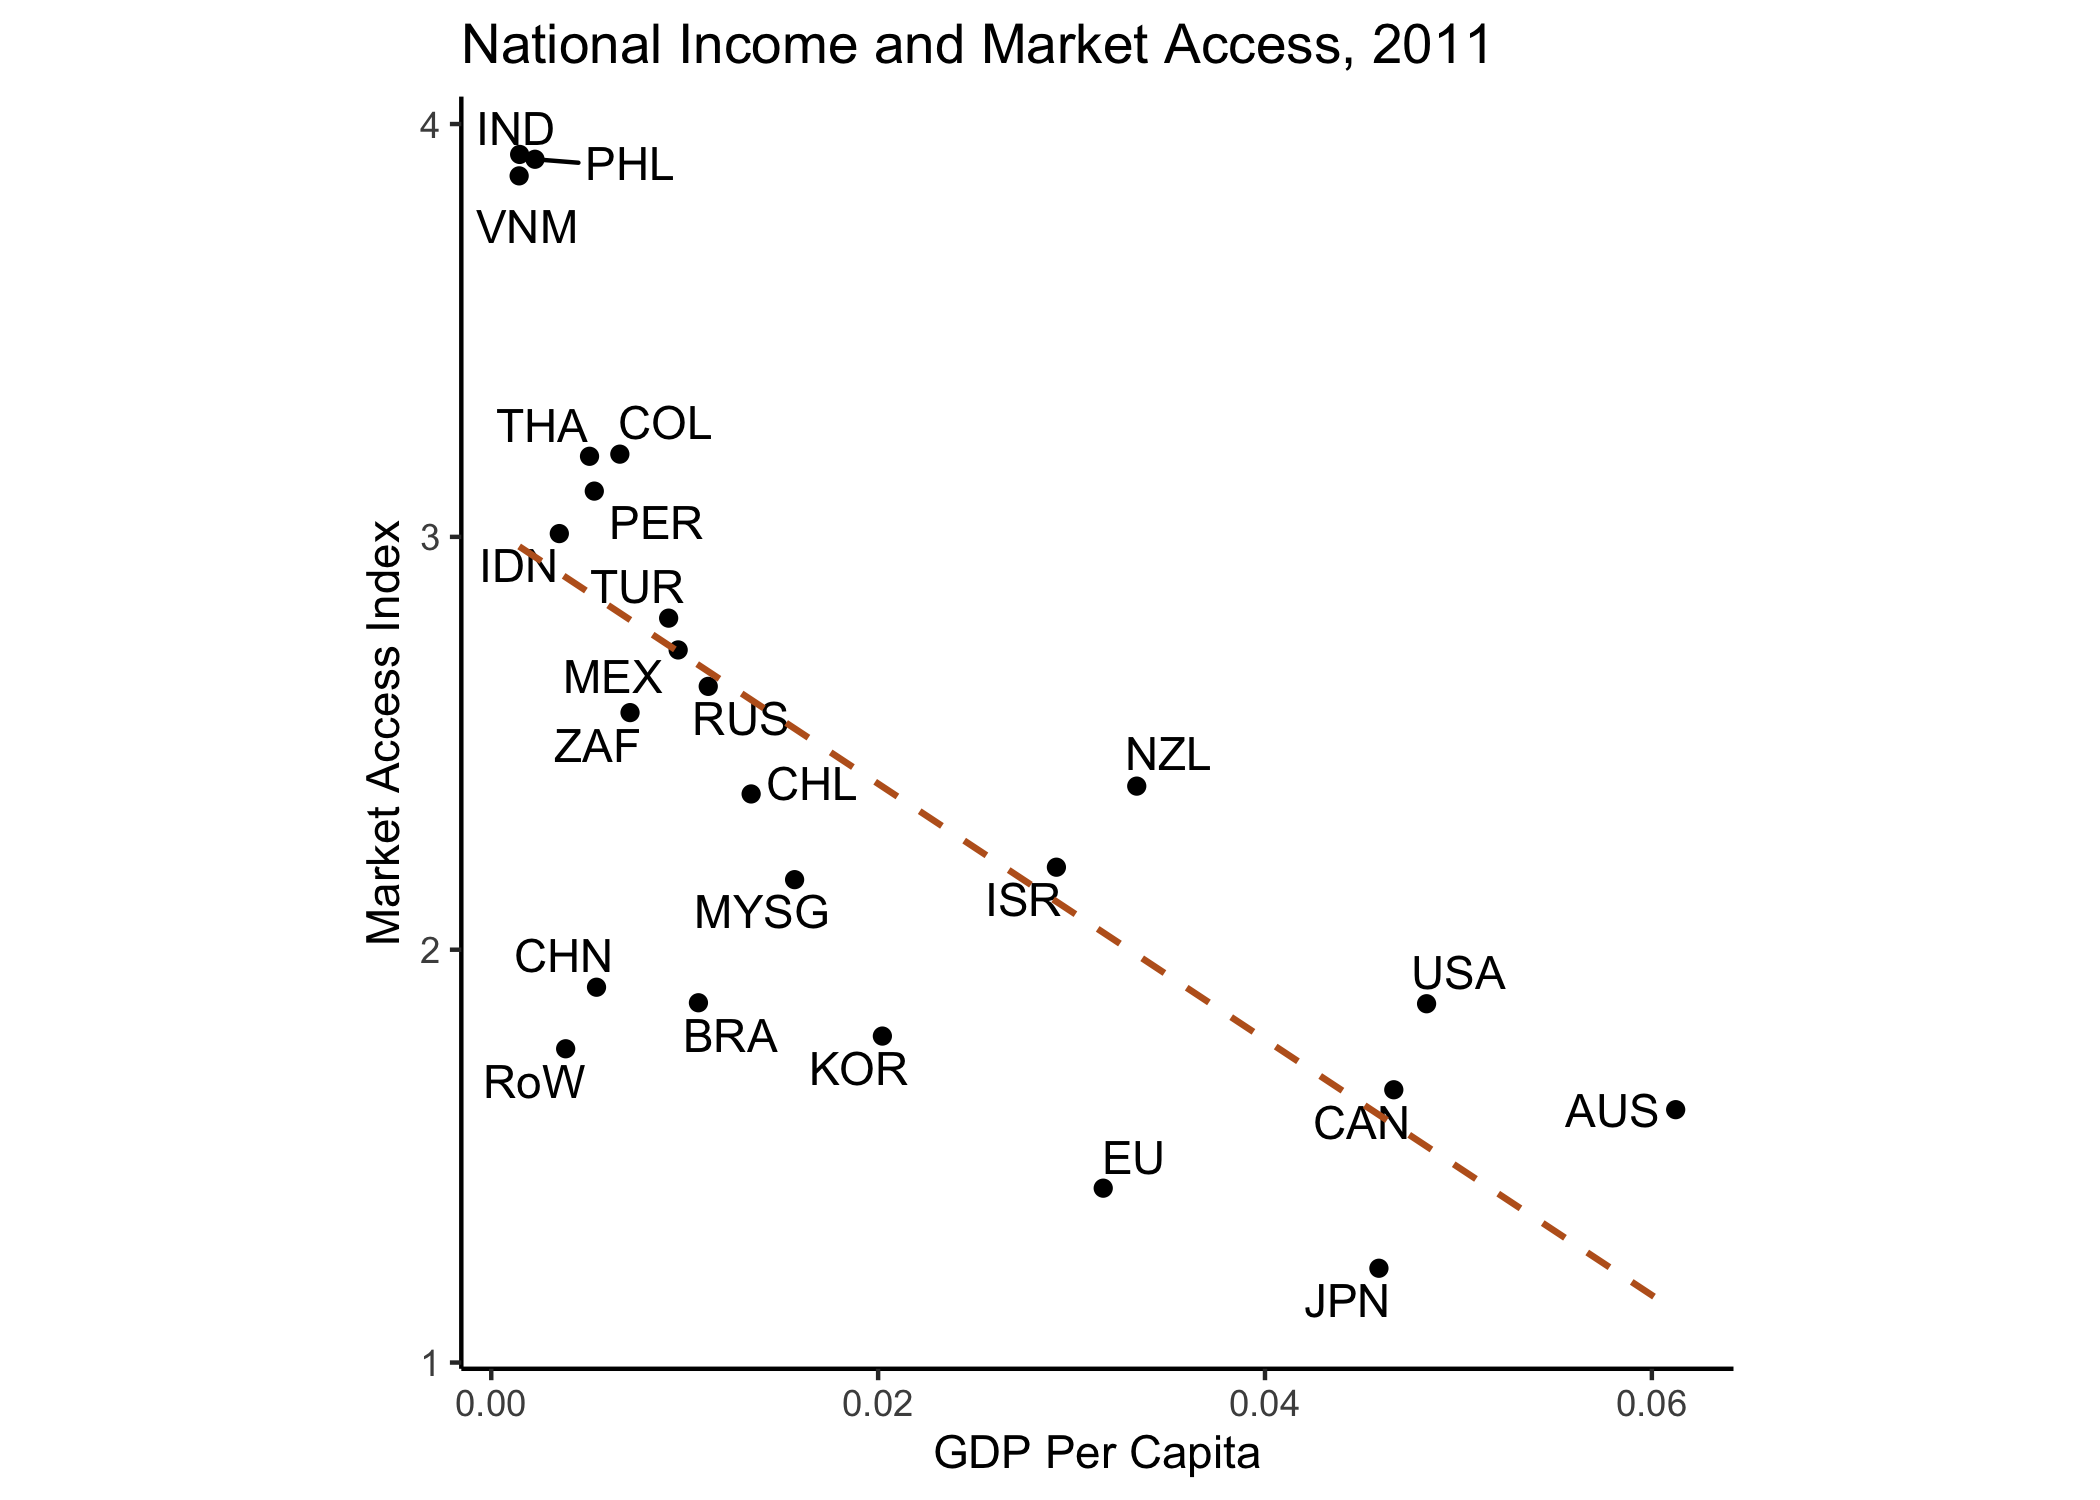 National Income and Market Access, 2011
4
IND
PHL
VNM
THA
COL
PER
3
IDN
TUR
MEX
RUS
ZAF
NZL
CHL
ISR
MYSG
2
CHN
USA
BRA
KOR
RoW
CAN
AUS
EU
JPN
1
Market Access Index
0.00
0.02
0.04
0.06
GDP Per Capita